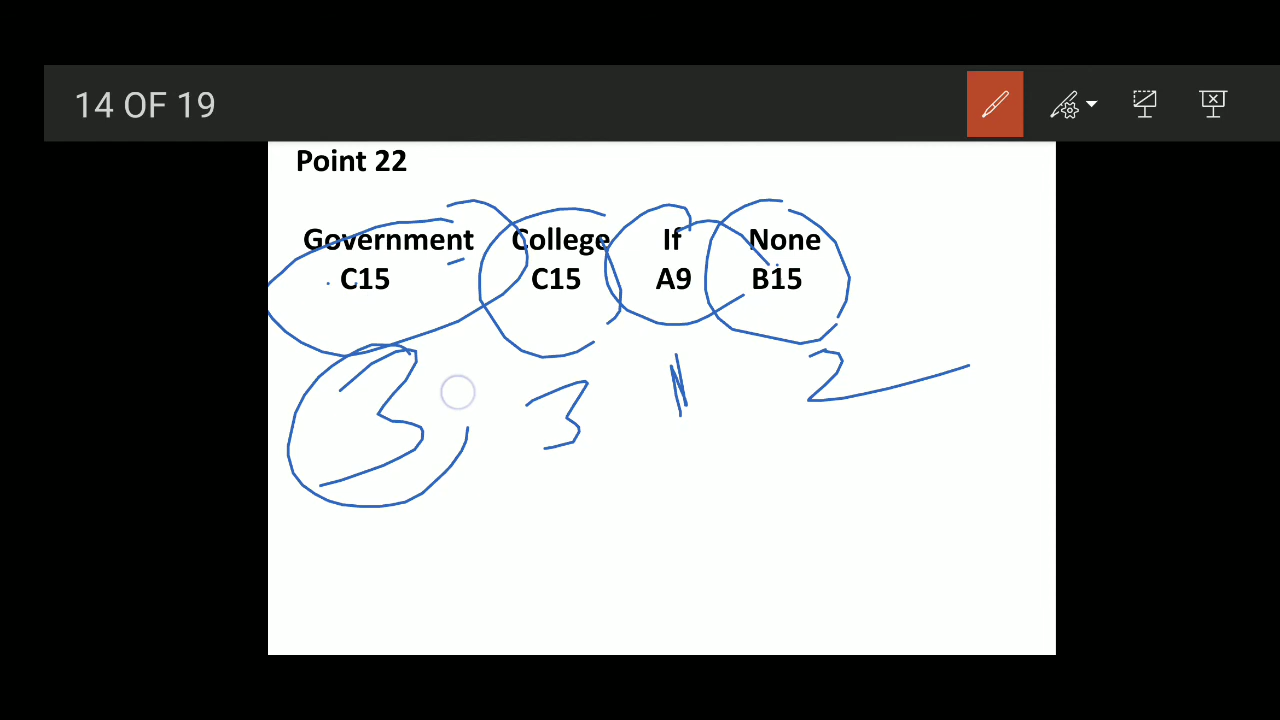 14 OF 19
Point 22
Government College If None
C15 C15 A9 B15
3 3 1 2